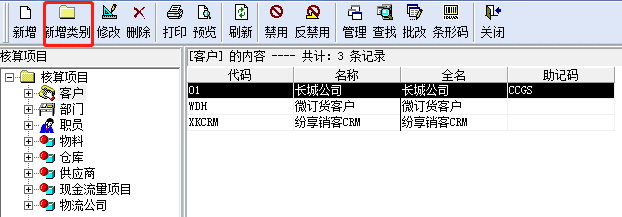 新增 新增类别 修改 删除 打印 预览 刷新 禁用 反禁用 管理 查找 批改 条形码 关闭
核算项目
核算项目
客户
部门
职员
物料
仓库
供应商
现金流量项目
物流公司
[客户] 的内容 ---- 共计: 3 条记录
代码 名称 全名 助记码
01 长城公司 长城公司 CCGS
WDH 微订货客户 微订货客户
XKCRM 纷享销客CRM 纷享销客CRM